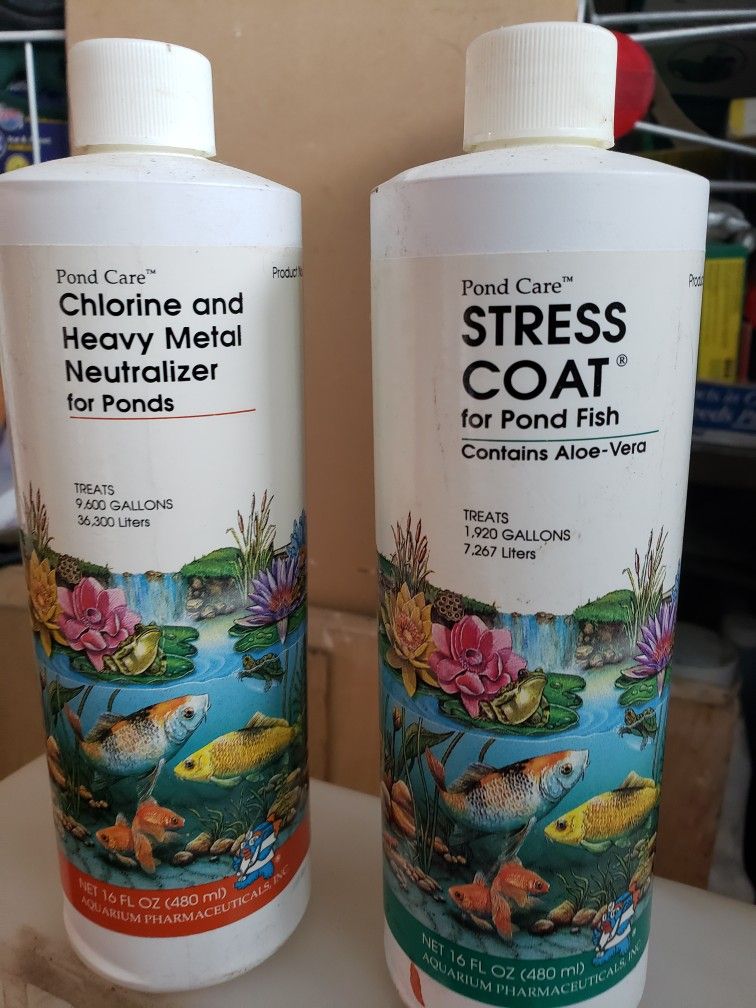 Pond Care™
Product
Chlorine and
Heavy Metal
Neutralizer
for Ponds
TREATS
9,600 GALLONS
36,300 Liters
NET 16 FL OZ (480 ml)
AQUARIUM PHARMACEUTICALS, INC
Pond Care™
STRESS
COAT®
for Pond Fish
Contains Aloe-Vera
TREATS
1,920 GALLONS
7,267 Liters
NET 16 FL OZ (480 ml)
AQUARIUM PHARMACEUTICALS, INC.